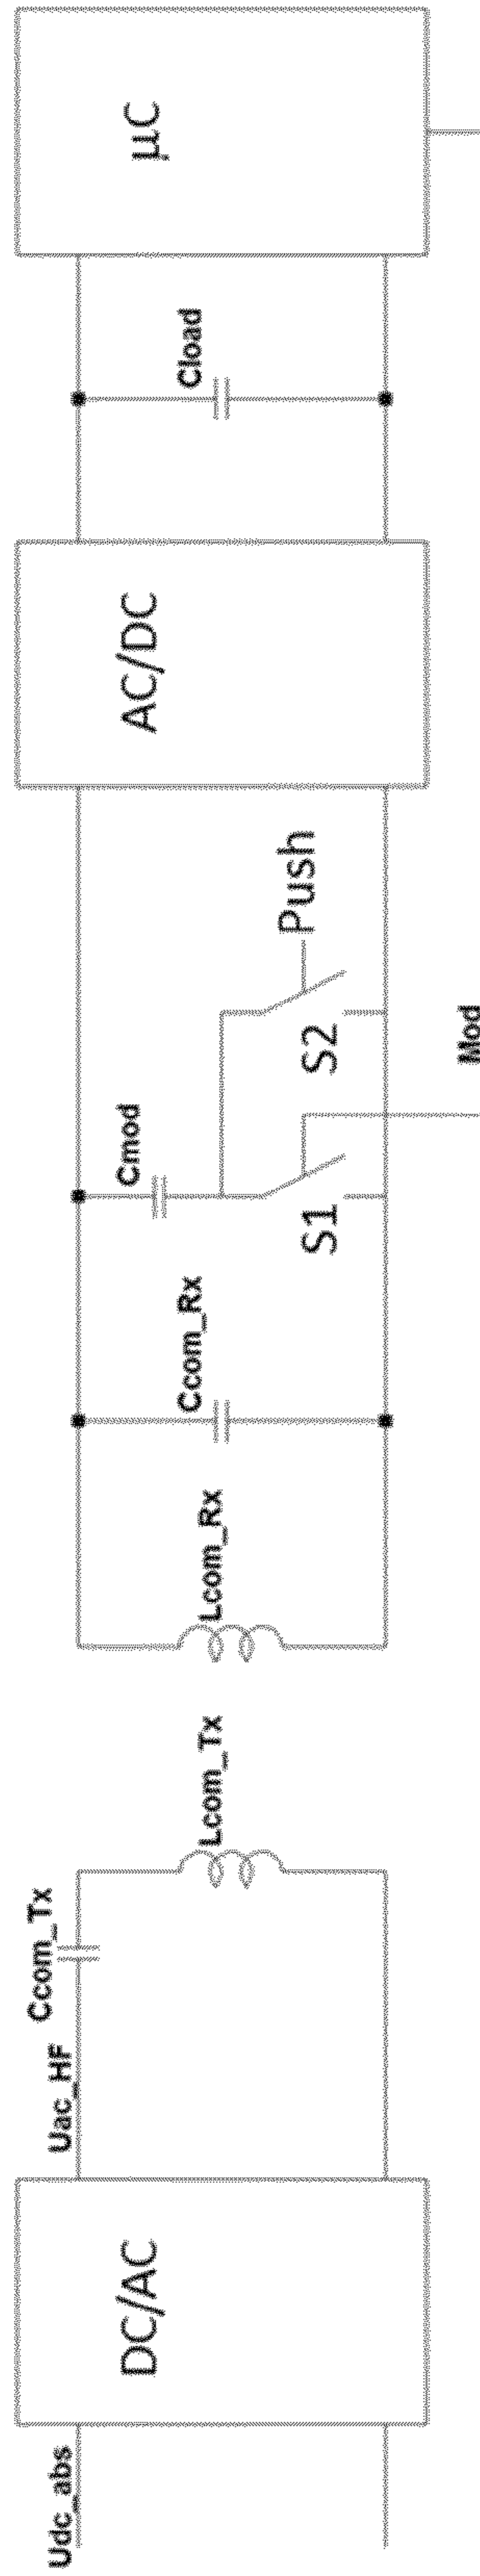 Udc_abs
DC/AC
Uac_HF
Ccom_Tx
Lcom_Tx
Lcom_Rx
Ccom_Rx
Cmod
S1
S2
Push
Mod
AC/DC
Cload
µC